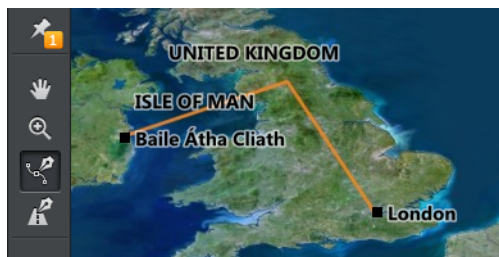 1
UNITED KINGDOM
ISLE OF MAN
Baile Átha Cliath
London